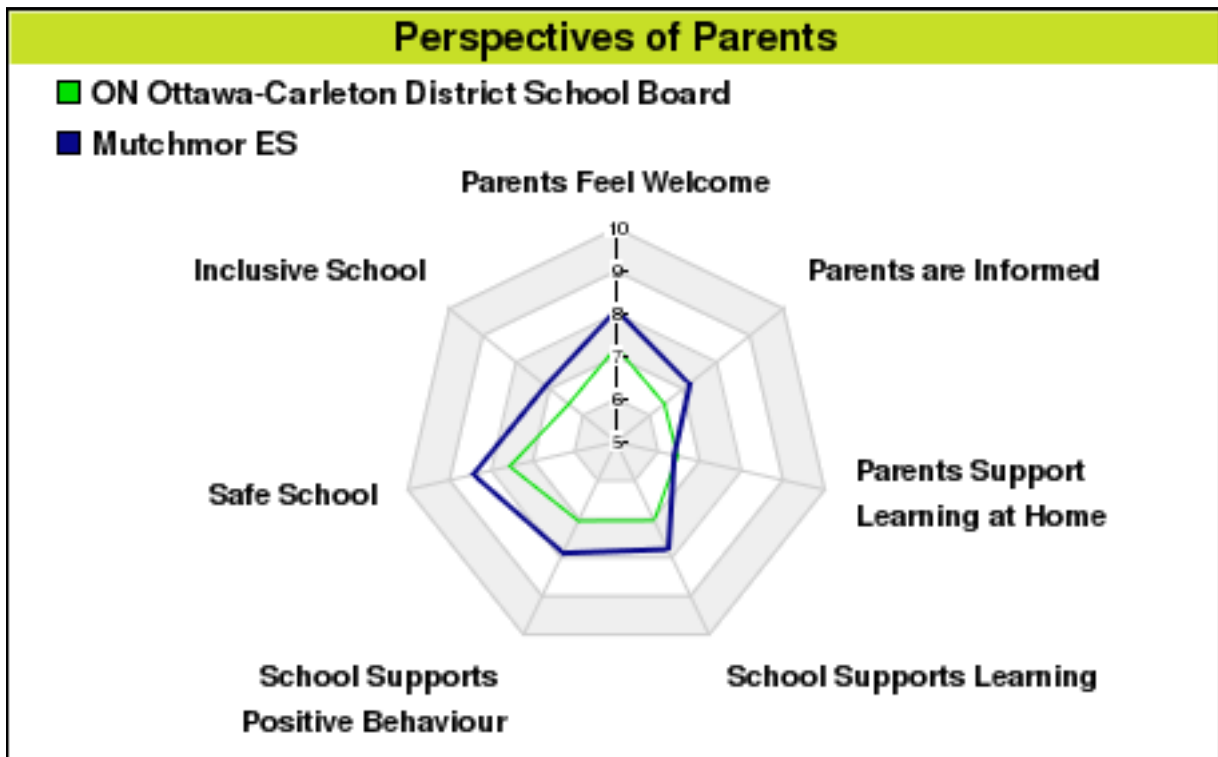 Perspectives of Parents
ON Ottawa-Carleton District School Board
Mutchmor ES
Parents Feel Welcome
10
Inclusive School
9
Parents are Informed
8
7
6
5
Parents Support
Learning at Home
Safe School
School Supports
Positive Behaviour
School Supports Learning